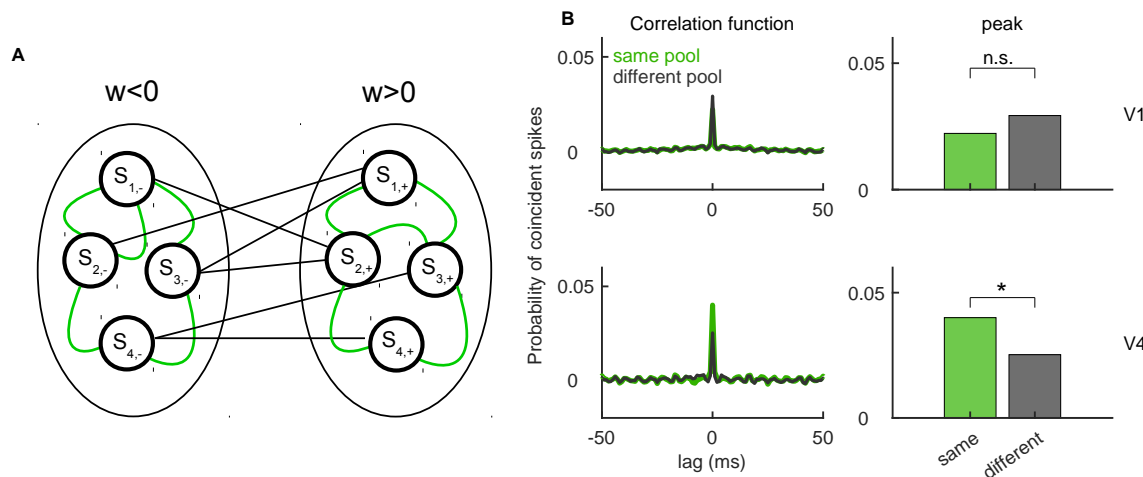 A
w<0
w>0
S1,-
S1,+
S2,-
S3,-
S2,+
S3,+
S4,-
S4,+
B
Correlation function
peak
Probability of coincident spikes
0.05
same pool
different pool
0
-50
0
50
0.05
n.s.
0
V1
0.05
0
-50
0
50
lag (ms)
0.05
*
0
same
different
V4